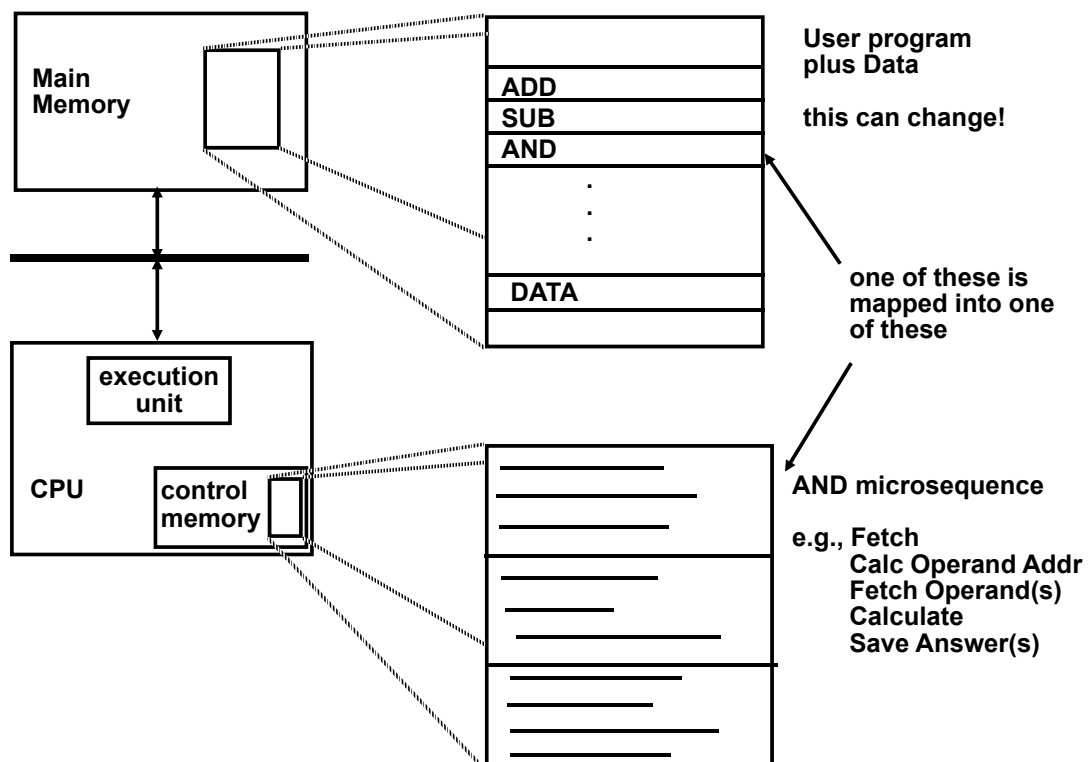 Main
Memory
ADD
SUB
AND
.
.
.
DATA
User program
plus Data
this can change!
one of these is
mapped into one
of these
execution
unit
CPU
control
memory
AND microsequence
e.g., Fetch
Calc Operand Addr
Fetch Operand(s)
Calculate
Save Answer(s)